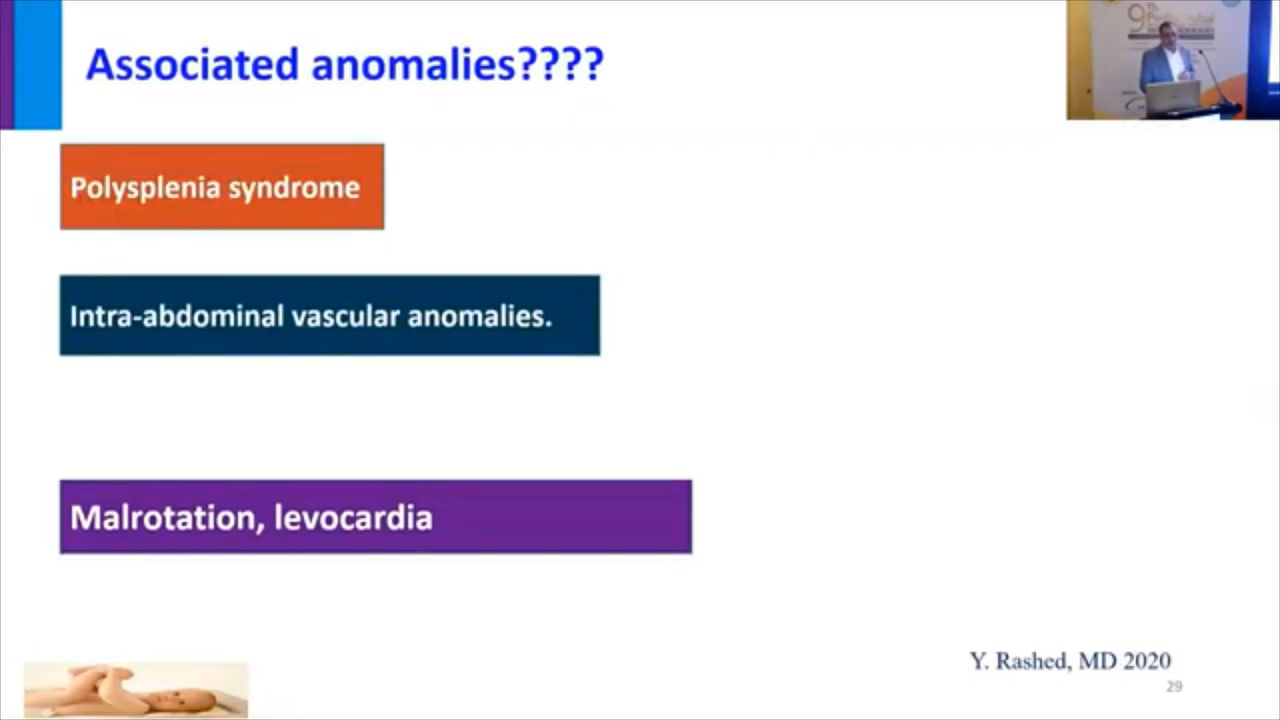 Associated anomalies????
Polysplenia syndrome
Intra-abdominal vascular anomalies.
Malrotation, levocardia
Y. Rashed, MD 2020
29